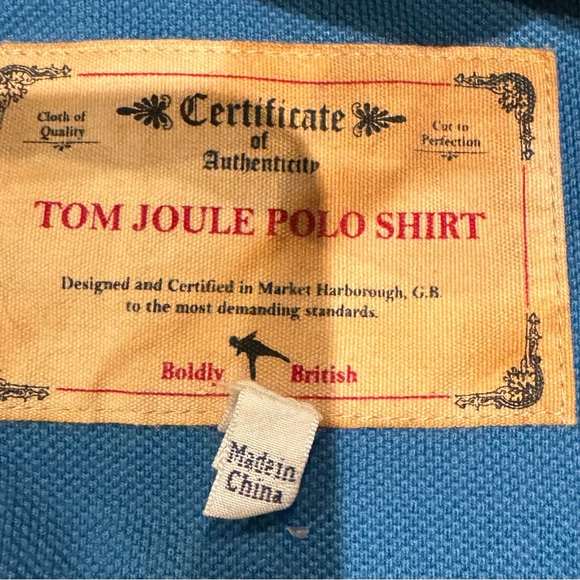 Certificate
Cloth of
Quality
of
Cut to
Perfection
Authenticity
TOM JOULE POLO SHIRT
Designed and Certified in Market Harborough, G.B.
to the most demanding standards.
Boldly British
Made in
China